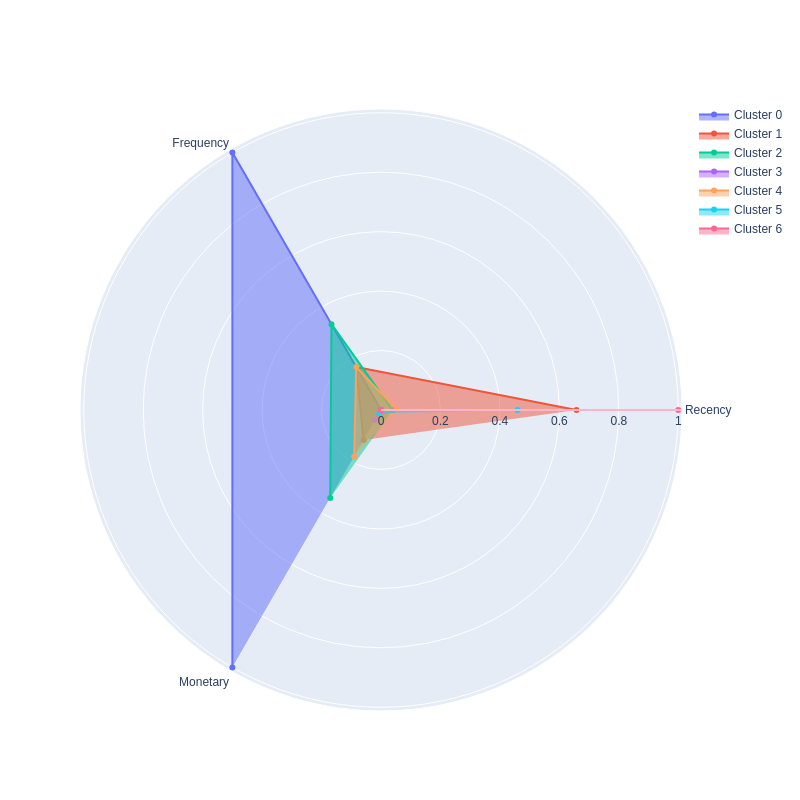 Cluster 0
Cluster 1
Frequency
Cluster 2
Cluster 3
Cluster 4
Cluster 5
Cluster 6
Recency
0 0.2 0.4 0.6 0.8 1
Monetary